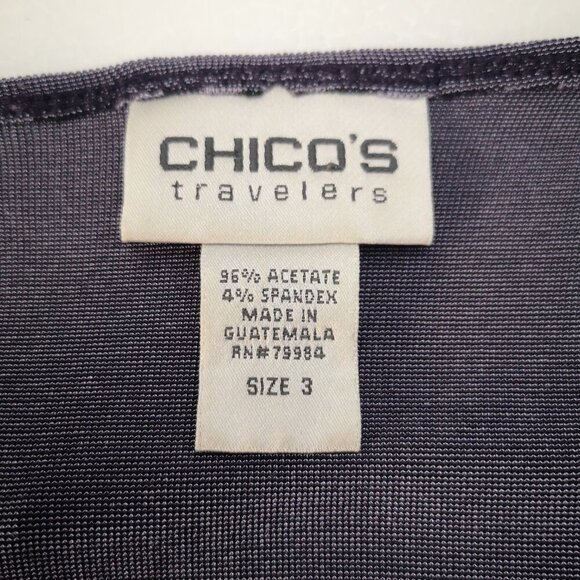 CHICO'S
travelers
96% ACETATE
4% SPANDEX
MADE IN
GUATEMALA
RN#79984
SIZE 3